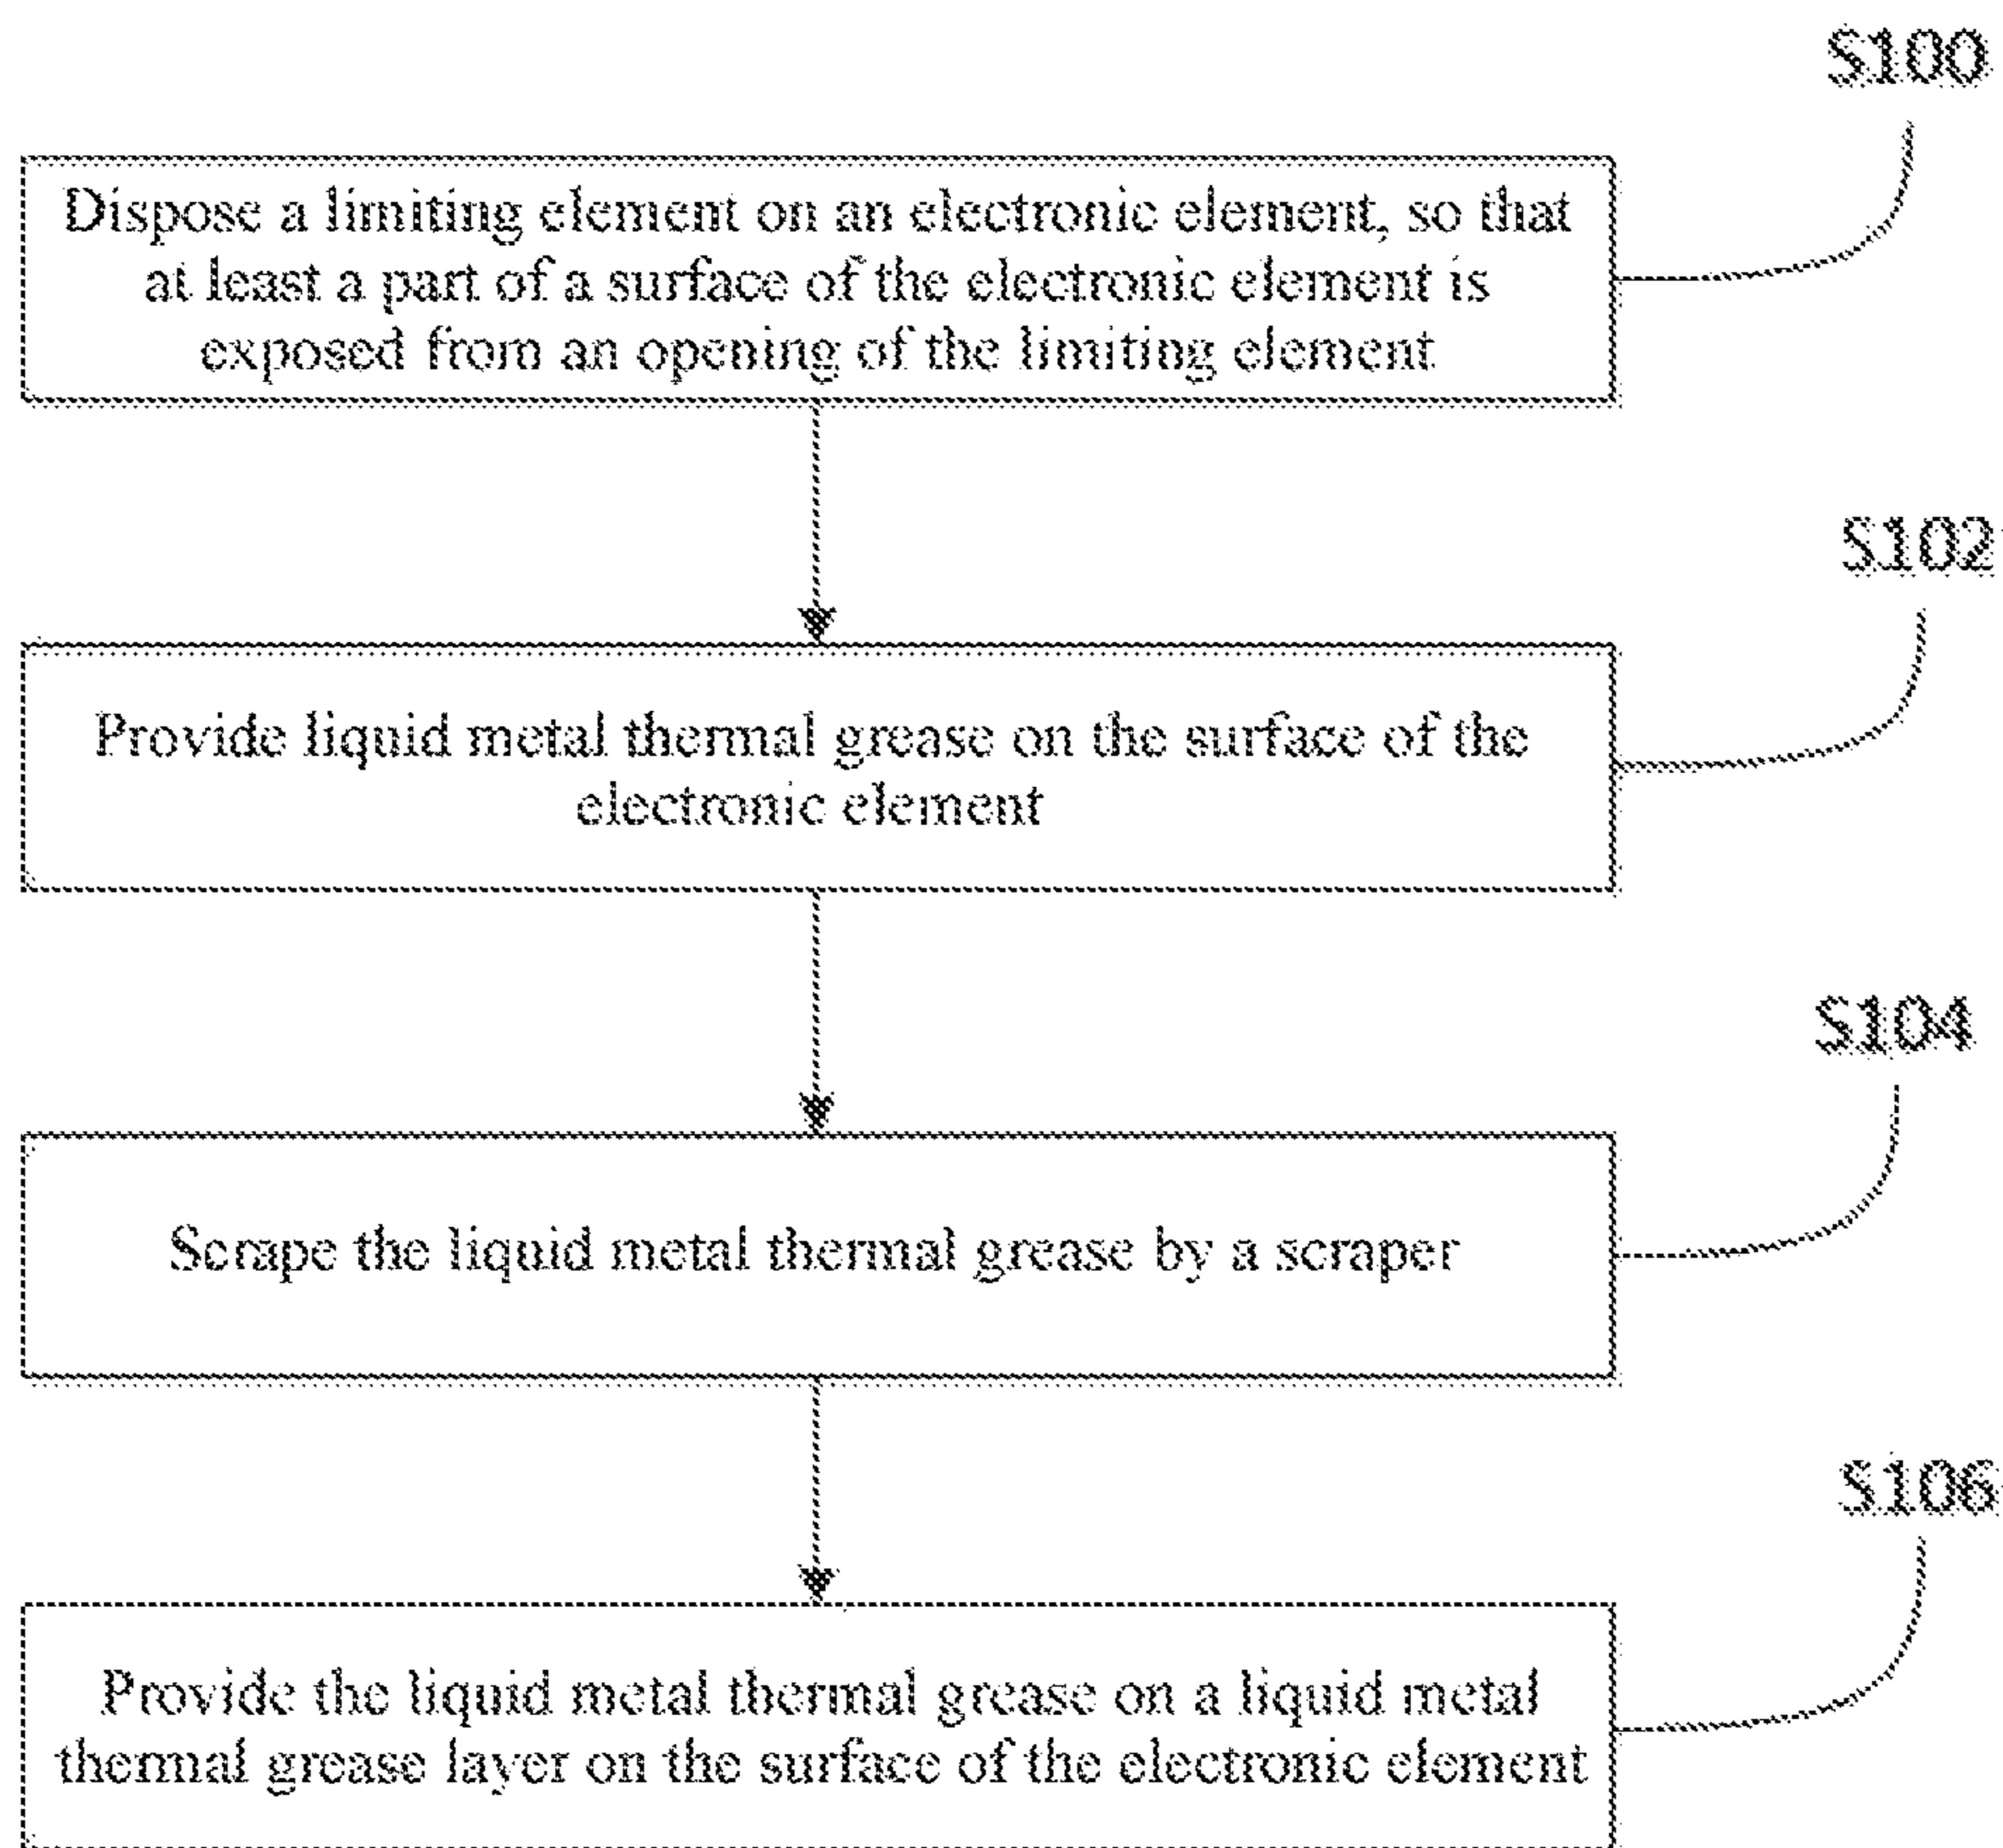 S100
Dispose a limiting element on an electronic element, so that
at least a part of a surface of the electronic element is
exposed from an opening of the limiting element
S102
Provide liquid metal thermal grease on the surface of the
electronic element
S104
Scrape the liquid metal thermal grease by a scraper
S106
Provide the liquid metal thermal grease on a liquid metal
thermal grease layer on the surface of the electronic element